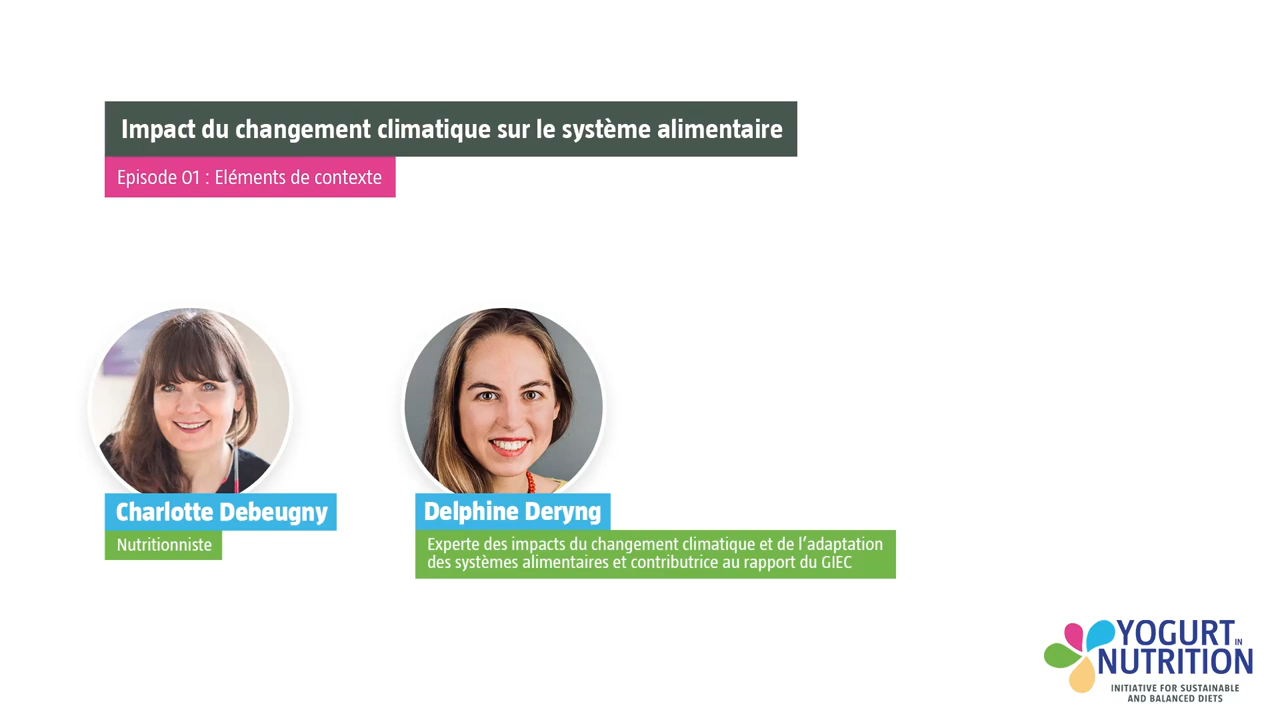 Impact du changement climatique sur le système alimentaire
Episode 01 : Eléments de contexte
Charlotte Debeugny
Nutritionniste
Delphine Deryng
Experte des impacts du changement climatique et de l’adaptation
des systèmes alimentaires et contributrice au rapport du GIEC
YOGURT IN
NUTRITION
INITIATIVE FOR SUSTAINABLE
AND BALANCED DIETS